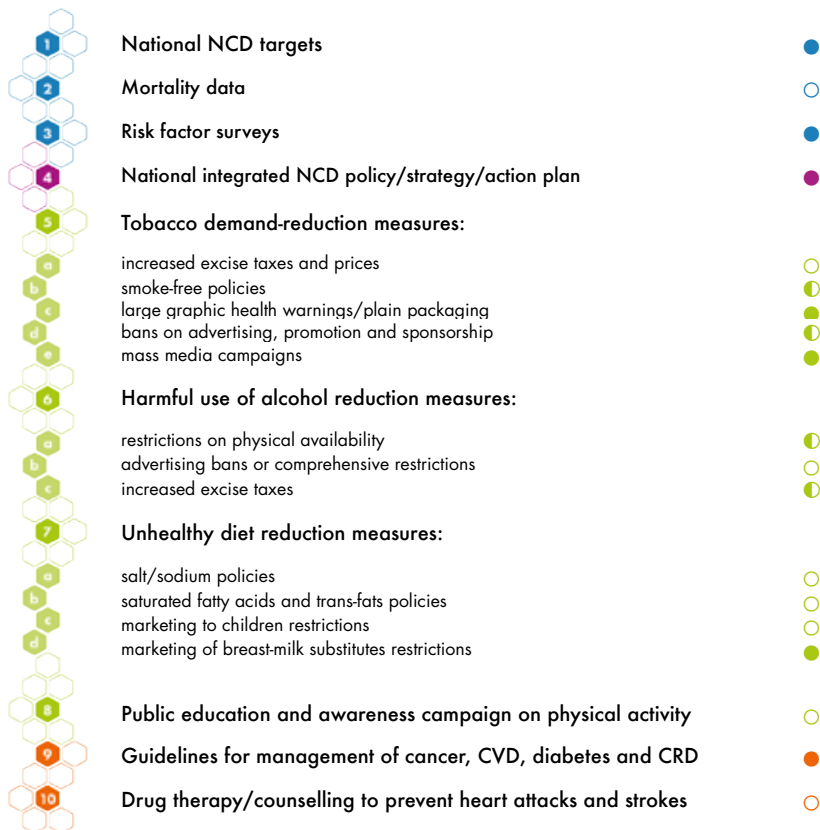 1 National NCD targets
2 Mortality data
3 Risk factor surveys
4 National integrated NCD policy/strategy/action plan
5 Tobacco demand-reduction measures:
a increased excise taxes and prices
b smoke-free policies
c large graphic health warnings/plain packaging
d bans on advertising, promotion and sponsorship
e mass media campaigns
6 Harmful use of alcohol reduction measures:
a restrictions on physical availability
b advertising bans or comprehensive restrictions
c increased excise taxes
7 Unhealthy diet reduction measures:
a salt/sodium policies
b saturated fatty acids and trans-fats policies
c marketing to children restrictions
d marketing of breast-milk substitutes restrictions
8 Public education and awareness campaign on physical activity
9 Guidelines for management of cancer, CVD, diabetes and CRD
10 Drug therapy/counselling to prevent heart attacks and strokes